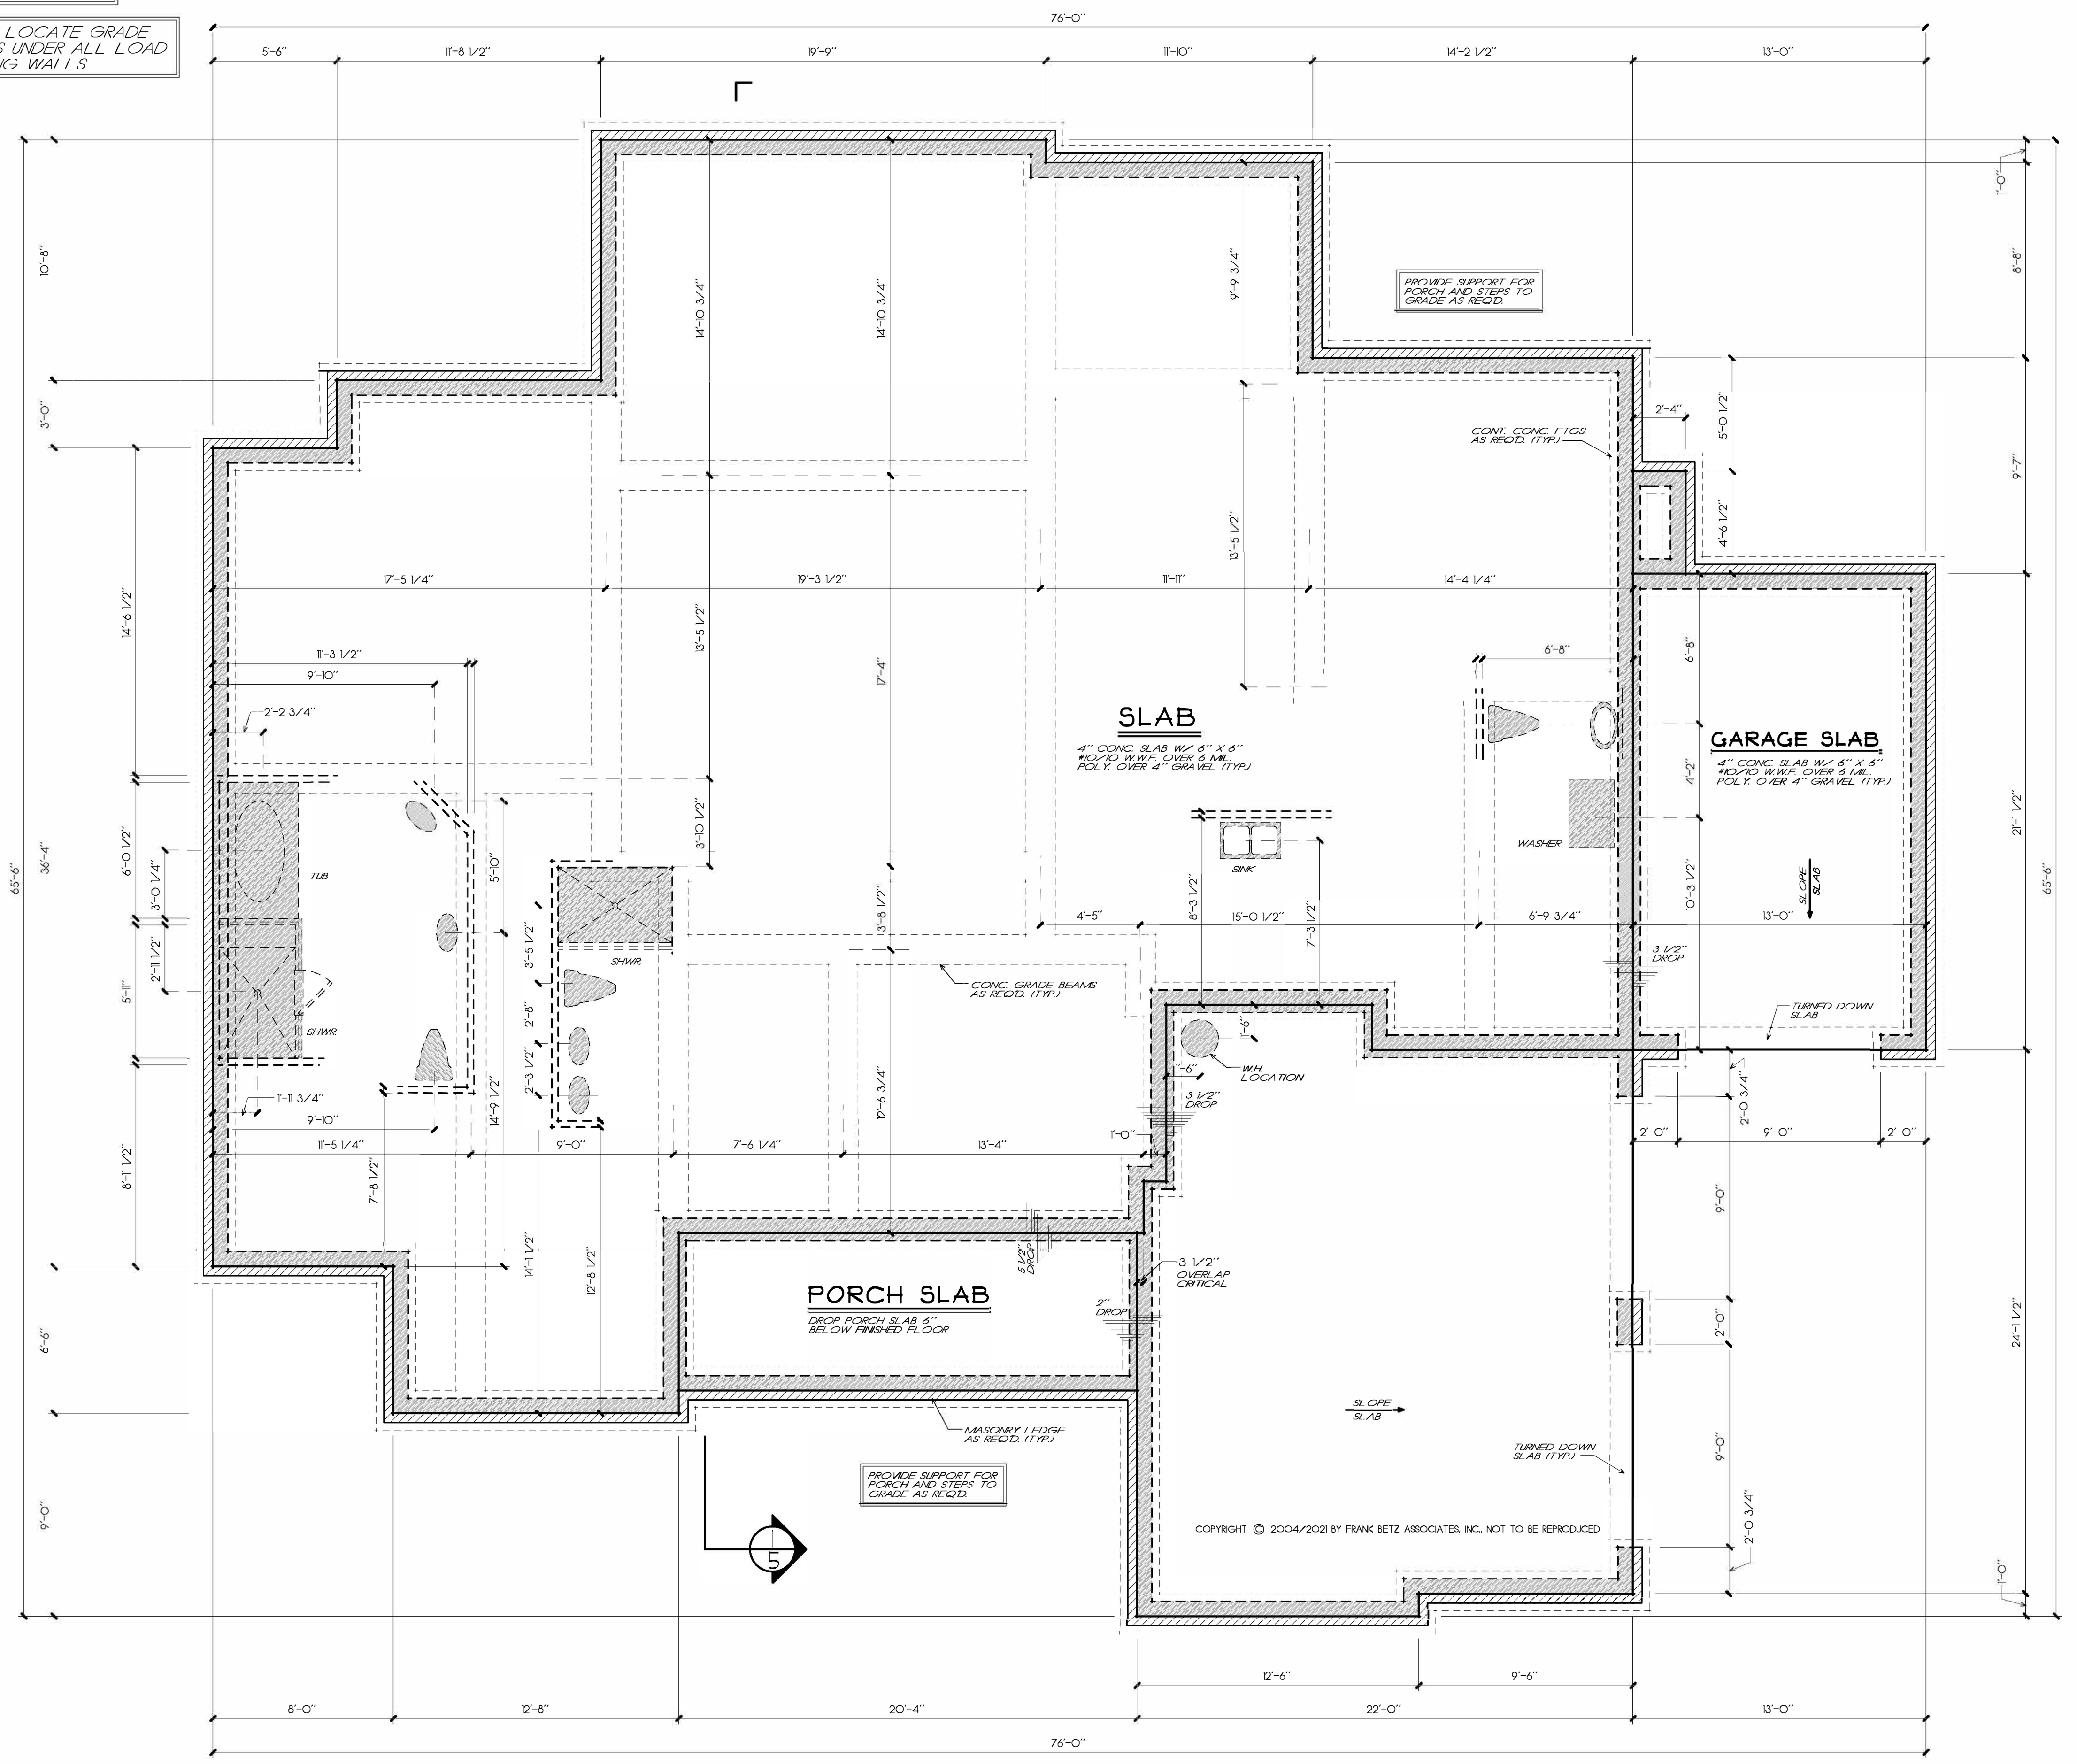 LOCATE GRADE
UNDER ALL LOAD
WALLS
76'-0"
5'-6"
11'-8 1/2"
19'-9"
11'-10"
14'-2 1/2"
13'-0"
1'-0"
10'-8"
14'-10 3/4"
14'-10 3/4"
9'-9 3/4"
8'-8"
PROVIDE SUPPORT FOR
PORCH AND STEPS TO
GRADE AS REQ'D.
3'-0"
2'-4"
5'-0 1/2"
CONT. CONC. FTGS.
AS REQ'D. (TYP.)
9'-7"
13'-5 1/2"
4'-6 1/2"
17'-5 1/4"
19'-3 1/2"
11'-11"
14'-4 1/4"
14'-6 1/2"
13'-5 1/2"
17'-4"
11'-3 1/2"
9'-10"
6'-8"
6'-8"
2'-2 3/4"
SLAB
4" CONC. SLAB W/ 6" X 6"
#10/10 W.W.F. OVER 6 MIL.
POLY. OVER 4" GRAVEL (TYP.)
GARAGE SLAB
4" CONC. SLAB W/ 6" X 6"
#10/10 W.W.F. OVER 6 MIL.
POLY. OVER 4" GRAVEL (TYP.)
4'-2"
21'-1 1/2"
3'-10 1/2"
WASHER
65'-6"
36'-4"
6'-0 1/2"
3'-0 1/4"
TUB
5'-10"
SINK
8'-3 1/2"
10'-3 1/2"
SLOPE
SLAB
65'-6"
3'-8 1/2"
4'-5"
15'-0 1/2"
7'-3 1/2"
6'-9 3/4"
13'-0"
2'-11 1/2"
3'-5 1/2"
SHWR.
3 1/2"
DROP
5'-11"
CONC. GRADE BEAMS
AS REQ'D. (TYP.)
2'-8"
SHWR.
1'-6"
TURNED DOWN
SLAB
2'-3 1/2"
1'-6"
W.H.
LOCATION
14'-9 1/2"
12'-6 3/4"
1'-11 3/4"
3 1/2"
DROP
2'-0 3/4"
9'-10"
1'-0"
2'-0"
9'-0"
2'-0"
11'-5 1/4"
9'-0"
7'-6 1/4"
13'-4"
8'-11 1/2"
7'-8 1/2"
9'-0"
14'-1 1/2"
12'-8 1/2"
5 1/2"
DROP
3 1/2"
OVERLAP
CRITICAL
PORCH SLAB
DROP PORCH SLAB 6"
BELOW FINISHED FLOOR
2"
DROP
2'-0"
24'-1 1/2"
6'-6"
SLOPE
SLAB
MASONRY LEDGE
AS REQ'D. (TYP.)
TURNED DOWN
SLAB (TYP.)
9'-0"
PROVIDE SUPPORT FOR
PORCH AND STEPS TO
GRADE AS REQ'D.
9'-0"
2'-0 3/4"
COPYRIGHT © 2004/2021 BY FRANK BETZ ASSOCIATES, INC., NOT TO BE REPRODUCED
1
5
1'-0"
12'-6"
9'-6"
8'-0"
12'-8"
20'-4"
22'-0"
13'-0"
76'-0"